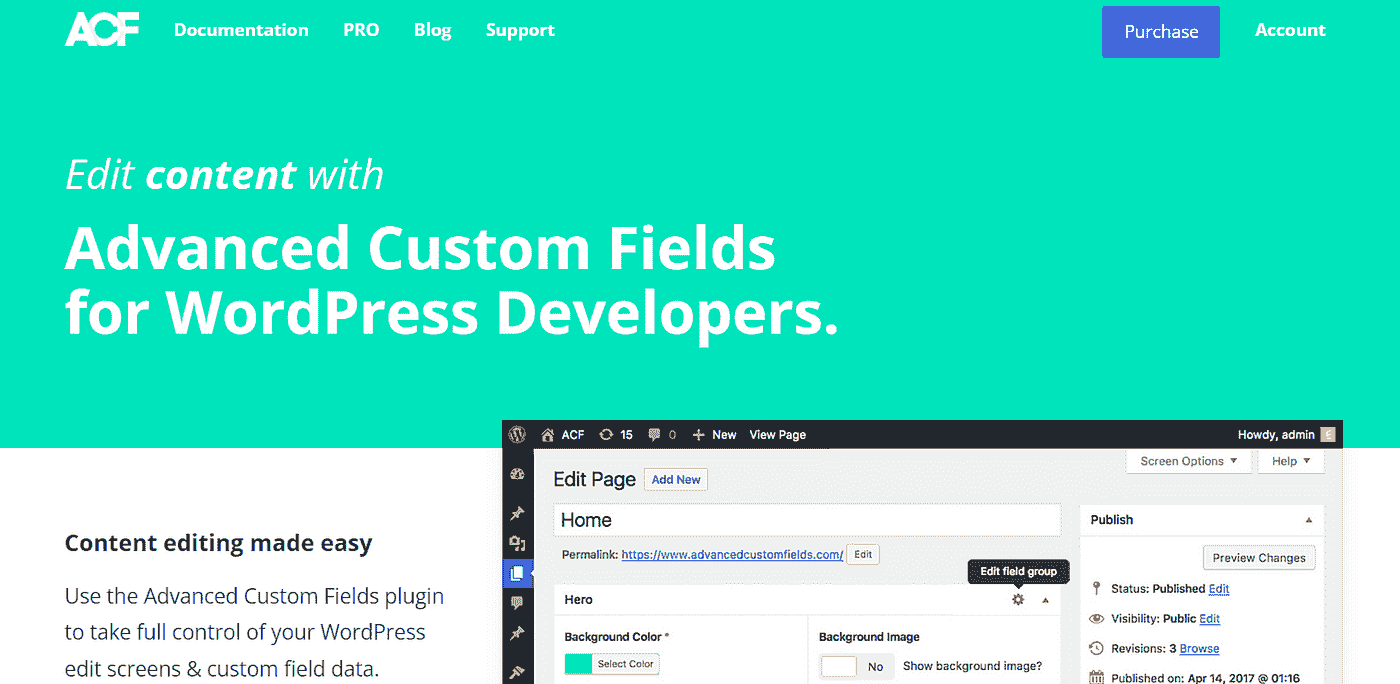 ACF Documentation PRO Blog Support Purchase Account
Edit content with
Advanced Custom Fields
for WordPress Developers.
Content editing made easy
Use the Advanced Custom Fields plugin
to take full control of your WordPress
edit screens & custom field data.
ACF 15 0 New View Page Howdy, admin
Screen Options Help
Edit Page Add New
Home
Permalink: https://www.advancedcustomfields.com/ Edit
Edit field group
Hero
Background Color *
Select Color
Background Image
No Show background image?
Publish
Preview Changes
Status: Published Edit
Visibility: Public Edit
Revisions: 3 Browse
Published on: Apr 14, 2017 @ 01:16